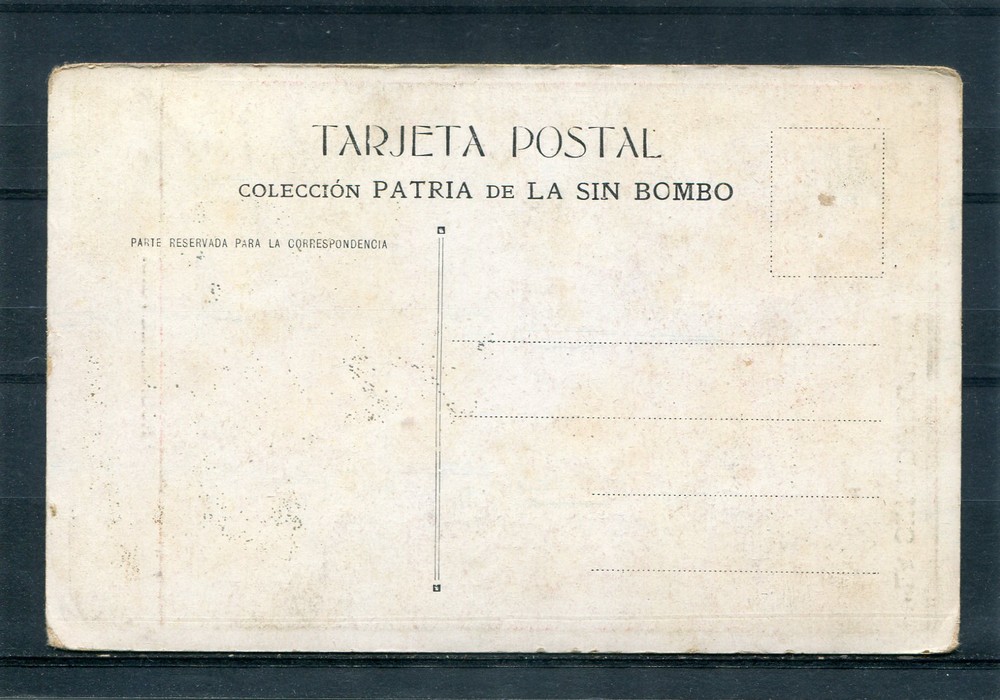 TARJETA POSTAL
COLECCIÓN PATRIA DE LA SIN BOMBO
PARTE RESERVADA PARA LA CORRESPONDENCIA